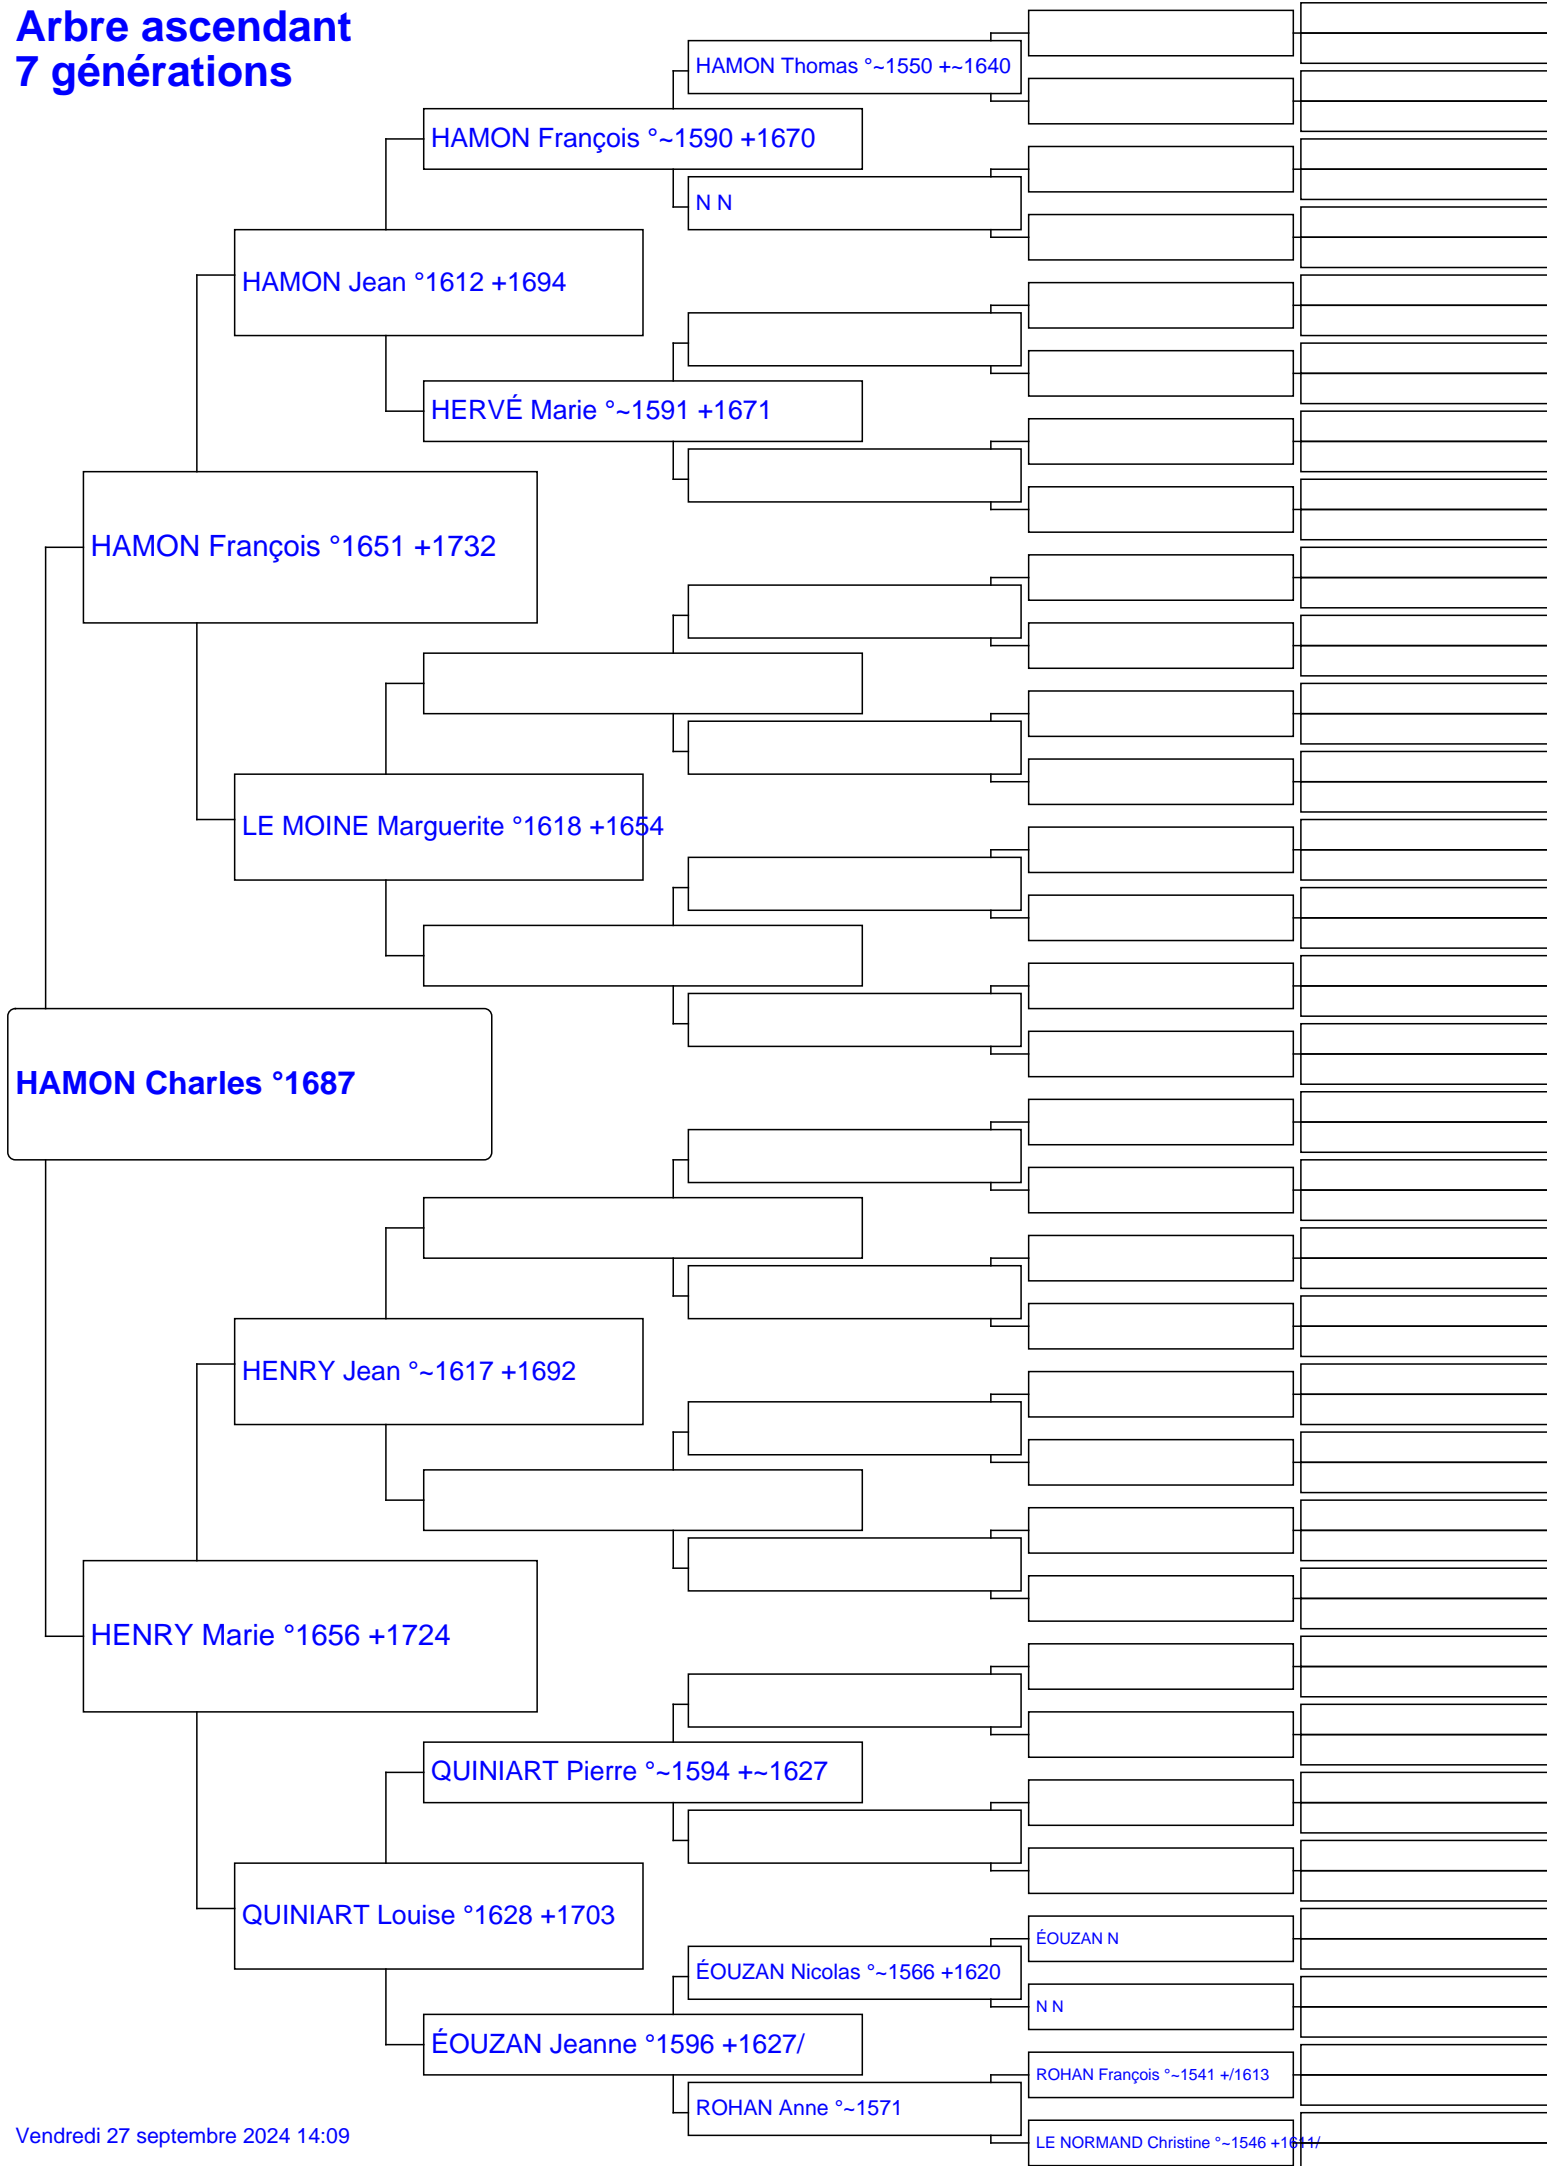 Arbre ascendant
7 générations
HAMON Thomas °~1550 +~1640
HAMON François °~1590 +1670
N N
HAMON Jean °1612 +1694
HERVÉ Marie °~1591 +1671
HAMON François °1651 +1732
LE MOINE Marguerite °1618 +1654
HAMON Charles °1687
HENRY Jean °~1617 +1692
HENRY Marie °1656 +1724
QUINIART Pierre °~1594 +~1627
QUINIART Louise °1628 +1703
ÉOUZAN N
ÉOUZAN Nicolas °~1566 +1620
N N
ÉOUZAN Jeanne °1596 +1627/
ROHAN François °~1541 +/1613
ROHAN Anne °~1571
LE NORMAND Christine °~1546 +1611/
Vendredi 27 septembre 2024 14:09